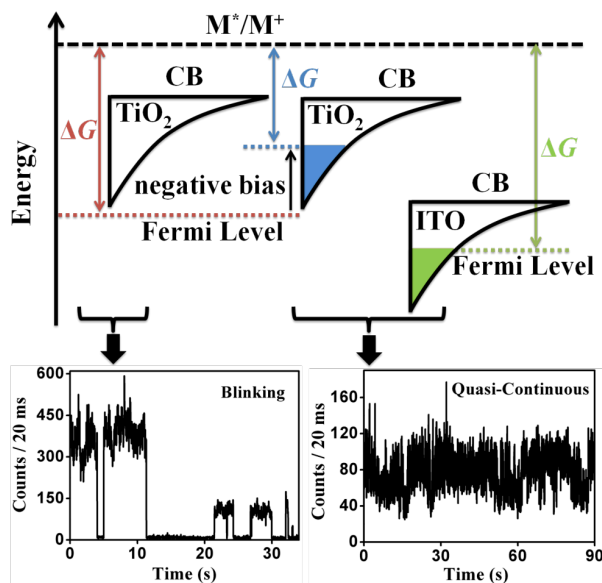 M*/M+
Energy
CB
TiO2
ΔG
Fermi Level
ΔG
CB
TiO2
negative bias
ΔG
CB
ITO
Fermi Level
Blinking
Counts / 20 ms
600
450
300
150
0
0 10 20 30
Time (s)
Quasi-Continuous
Counts / 20 ms
160
120
80
40
0
0 30 60 90
Time (s)